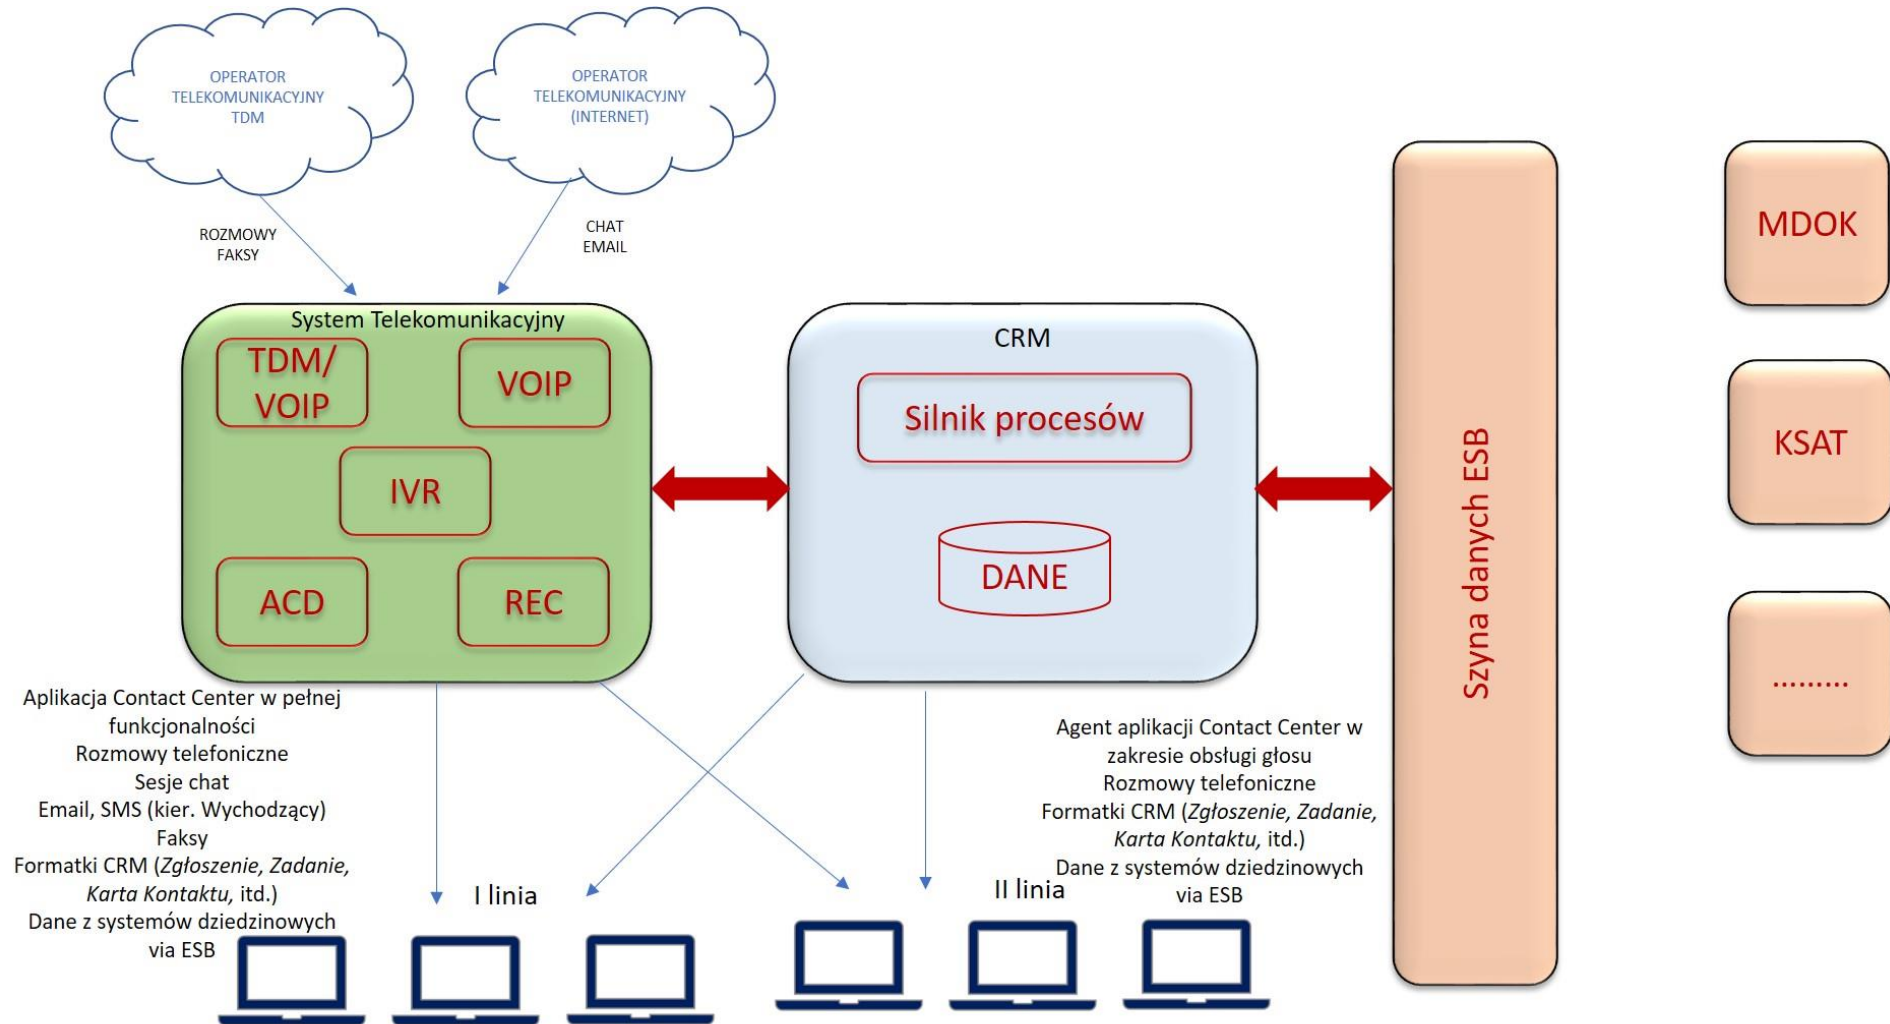 OPERATOR
TELEKOMUNIKACYJNY
TDM
OPERATOR
TELEKOMUNIKACYJNY
(INTERNET)
ROZMOWY
FAKSY
CHAT
EMAIL
System Telekomunikacyjny
TDM/
VOIP
VOIP
IVR
ACD
REC
CRM
Silnik procesów
DANE
Szyna danych ESB
MDOK
KSAT
.........
Aplikacja Contact Center w pełnej
funkcjonalności
Rozmowy telefoniczne
Sesje chat
Email, SMS (kier. Wychodzący)
Faksy
Formatki CRM (Zgłoszenie, Zadanie,
Karta Kontaktu, itd.)
Dane z systemów dziedzinowych
via ESB
I linia
Agent aplikacji Contact Center w
zakresie obsługi głosu
Rozmowy telefoniczne
Formatki CRM (Zgłoszenie, Zadanie,
Karta Kontaktu, itd.)
Dane z systemów dziedzinowych
via ESB
II linia